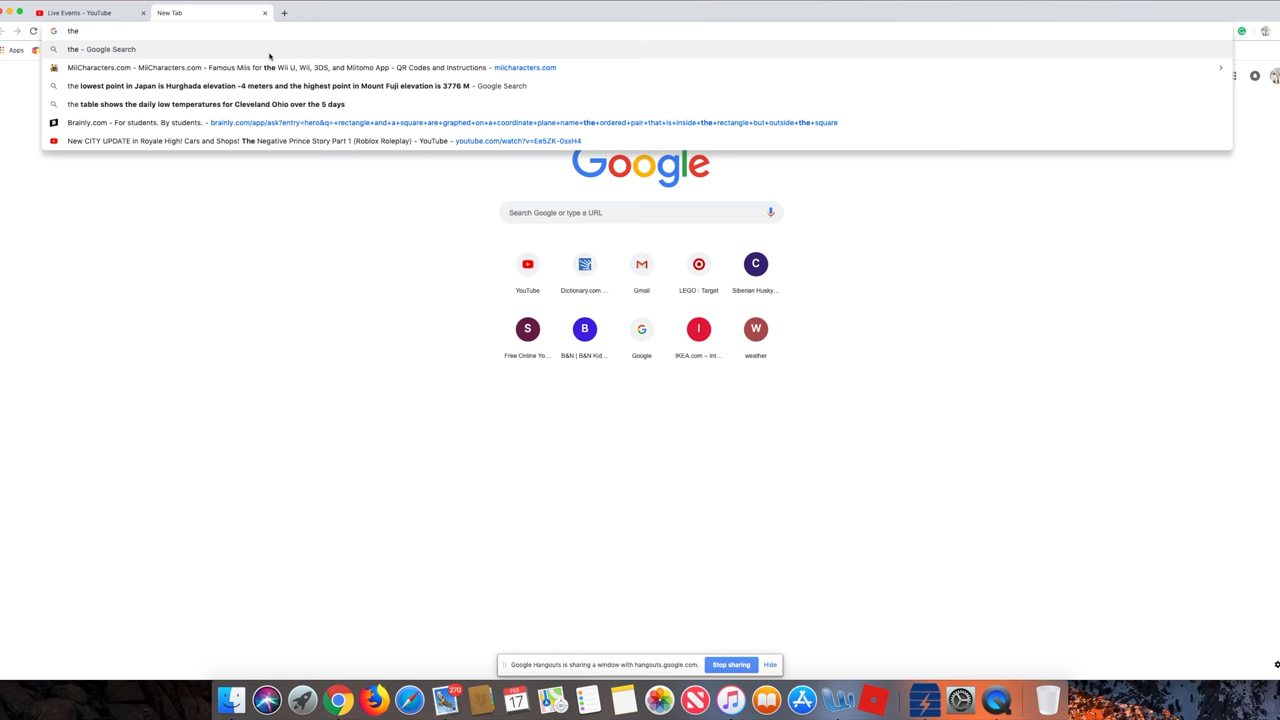 Live Events - YouTube
New Tab
the
Apps
the - Google Search
MiiCharacters.com - MiiCharacters.com - Famous Miis for the Wii U, Wii, 3DS, and Miitomo App - QR Codes and Instructions - miicharacters.com
the lowest point in Japan is Hurghada elevation -4 meters and the highest point in Mount Fuji elevation is 3776 M - Google Search
the table shows the daily low temperatures for Cleveland Ohio over the 5 days
Brainly.com - For students. By students. - brainly.com/app/ask?entry=hero&q=+rectangle+and+a+square+are+graphed+on+a+coordinate+plane+name+the+ordered+pair+that+is+inside+the+rectangle+but+outside+the+square
New CITY UPDATE in Royale High! Cars and Shops! The Negative Prince Story Part 1 (Roblox Roleplay) - YouTube - youtube.com/watch?v=Ee5ZK-0sxH4
Google
Search Google or type a URL
C
YouTube
Dictionary.com ...
Gmail
LEGO : Target
Siberian Husky...
S
B
I
W
Free Online Yo...
B&N | B&N Kid...
Google
IKEA.com – Int...
weather
Google Hangouts is sharing a window with hangouts.google.com.
Stop sharing
Hide
270
FEB
17